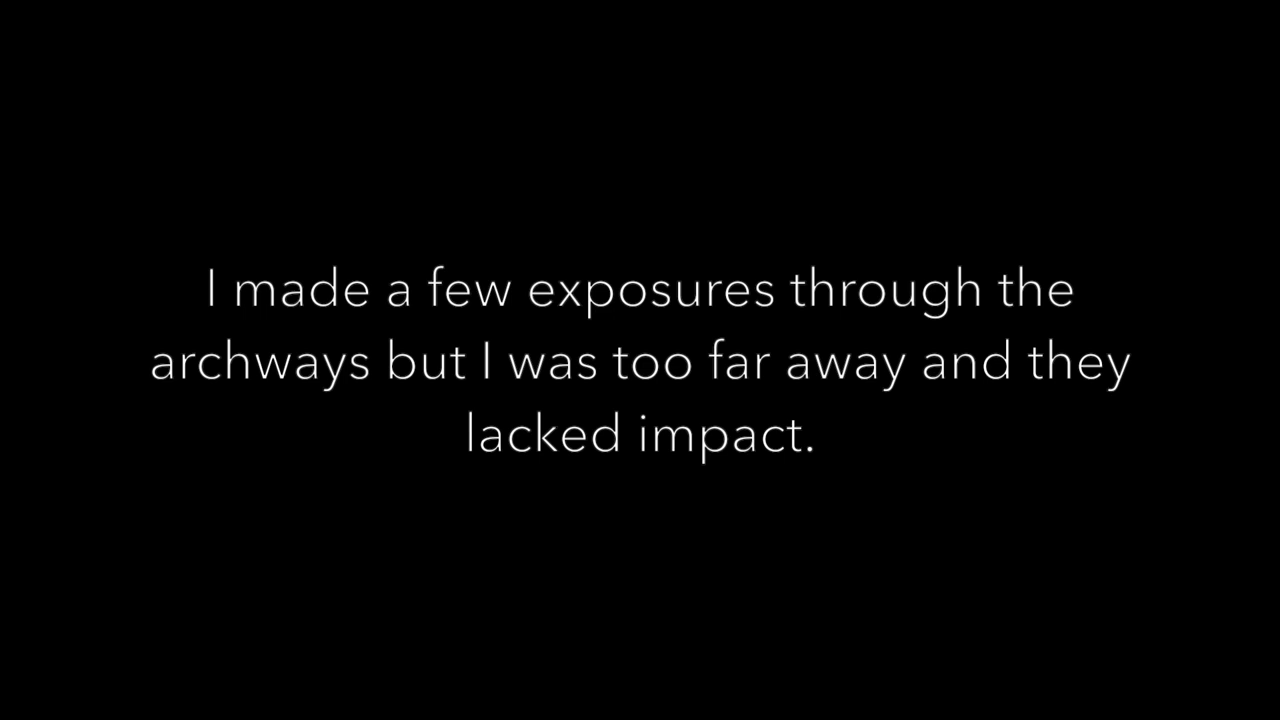 I made a few exposures through the
archways but I was too far away and they
lacked impact.